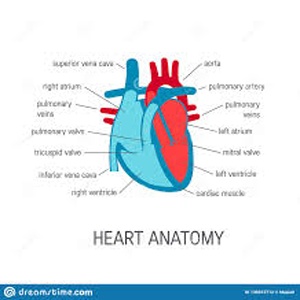 superior vena cava
aorta
right atrium
pulmonary artery
pulmonary
veins
pulmonary
veins
pulmonary valve
left atrium
tricuspid valve
mitral valve
inferior vena cava
left ventricle
right ventricle
cardiac muscle
HEART ANATOMY
dreamstime.com